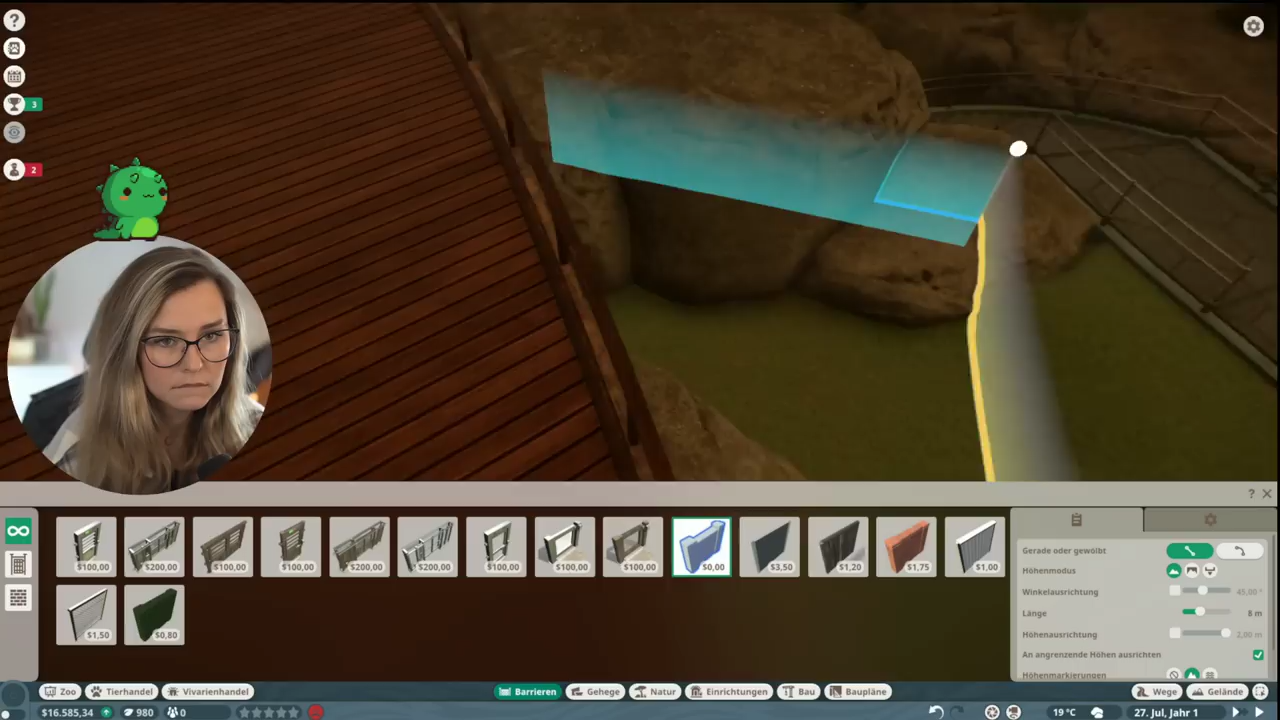 ?
3
2
? ×
$100,00 $200,00 $100,00 $100,00 $200,00 $200,00 $100,00 $100,00 $100,00 $0,00 $3,50 $1,20 $1,75 $1,00
$1,50 $0,80
Gerade oder gewölbt
Höhenmodus
Winkelausrichtung 45,00 °
Länge 8 m
Höhenausrichtung 2,00 m
An angrenzende Höhen ausrichten
Höhenmarkierungen
Zoo Tierhandel Vivarienhandel Barrieren Gehege Natur Einrichtungen Bau Baupläne Wege Gelände
$16.585,34 980 0 19 °C 27. Jul, Jahr 1